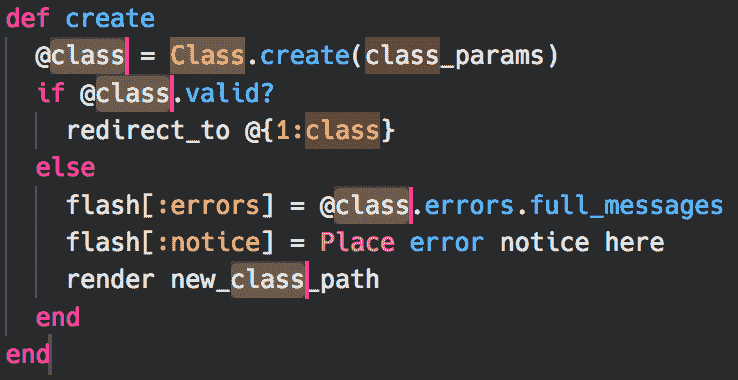 def create
  @class = Class.create(class_params)
  if @class.valid?
    redirect_to @{1:class}
  else
    flash[:errors] = @class.errors.full_messages
    flash[:notice] = Place error notice here
    render new_class_path
  end
end